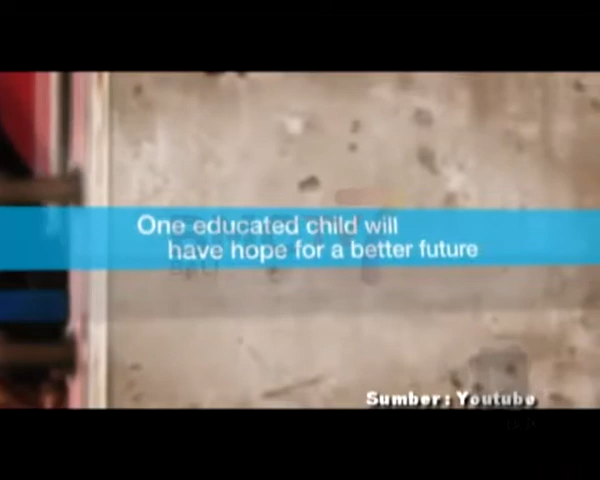 One educated child will
have hope for a better future
Sumber : Youtube